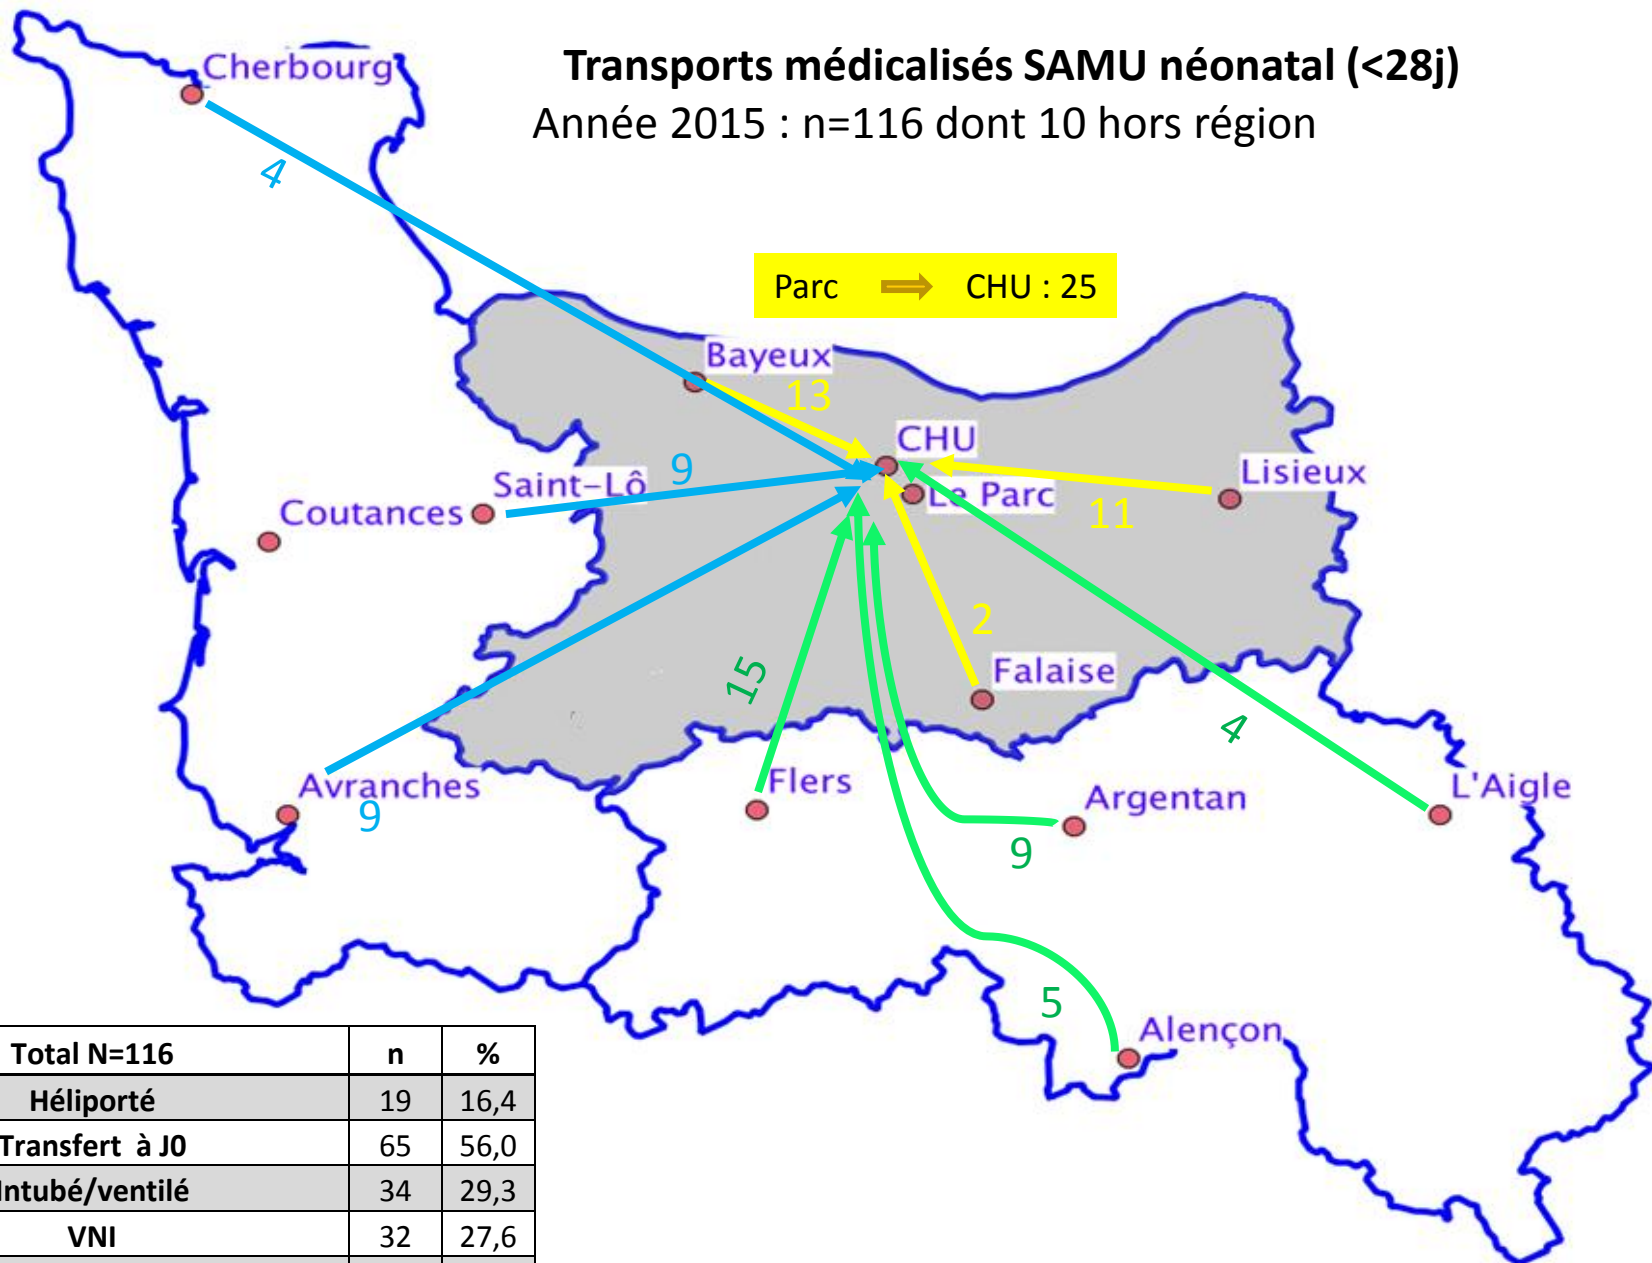 Transports médicalisés SAMU néonatal (<28j)
Année 2015 : n=116 dont 10 hors région
Cherbourg
4
Parc ⇒ CHU : 25
Bayeux
13
CHU
Le Parc
Lisieux
11
Saint-Lô
9
Coutances
2
Falaise
15
4
Avranches
9
Flers
Argentan
9
L'Aigle
5
Alençon
Total N=116 n %
Héliporté 19 16,4
Transfert à J0 65 56,0
Intubé/ventilé 34 29,3
VNI 32 27,6